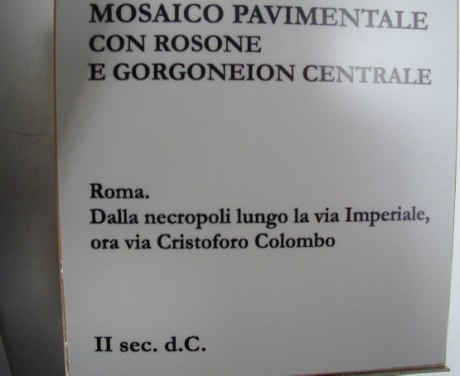 MOSAICO PAVIMENTALE
CON ROSONE
E GORGONEION CENTRALE
Roma.
Dalla necropoli lungo la via Imperiale,
ora via Cristoforo Colombo
II sec. d.C.